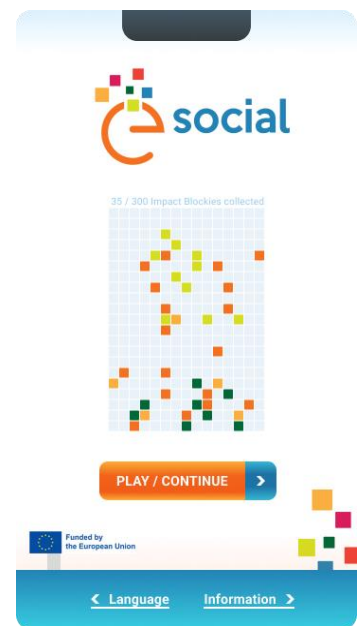 e social
35 / 300 Impact Blockies collected
PLAY / CONTINUE
Funded by
the European Union
Language
Information